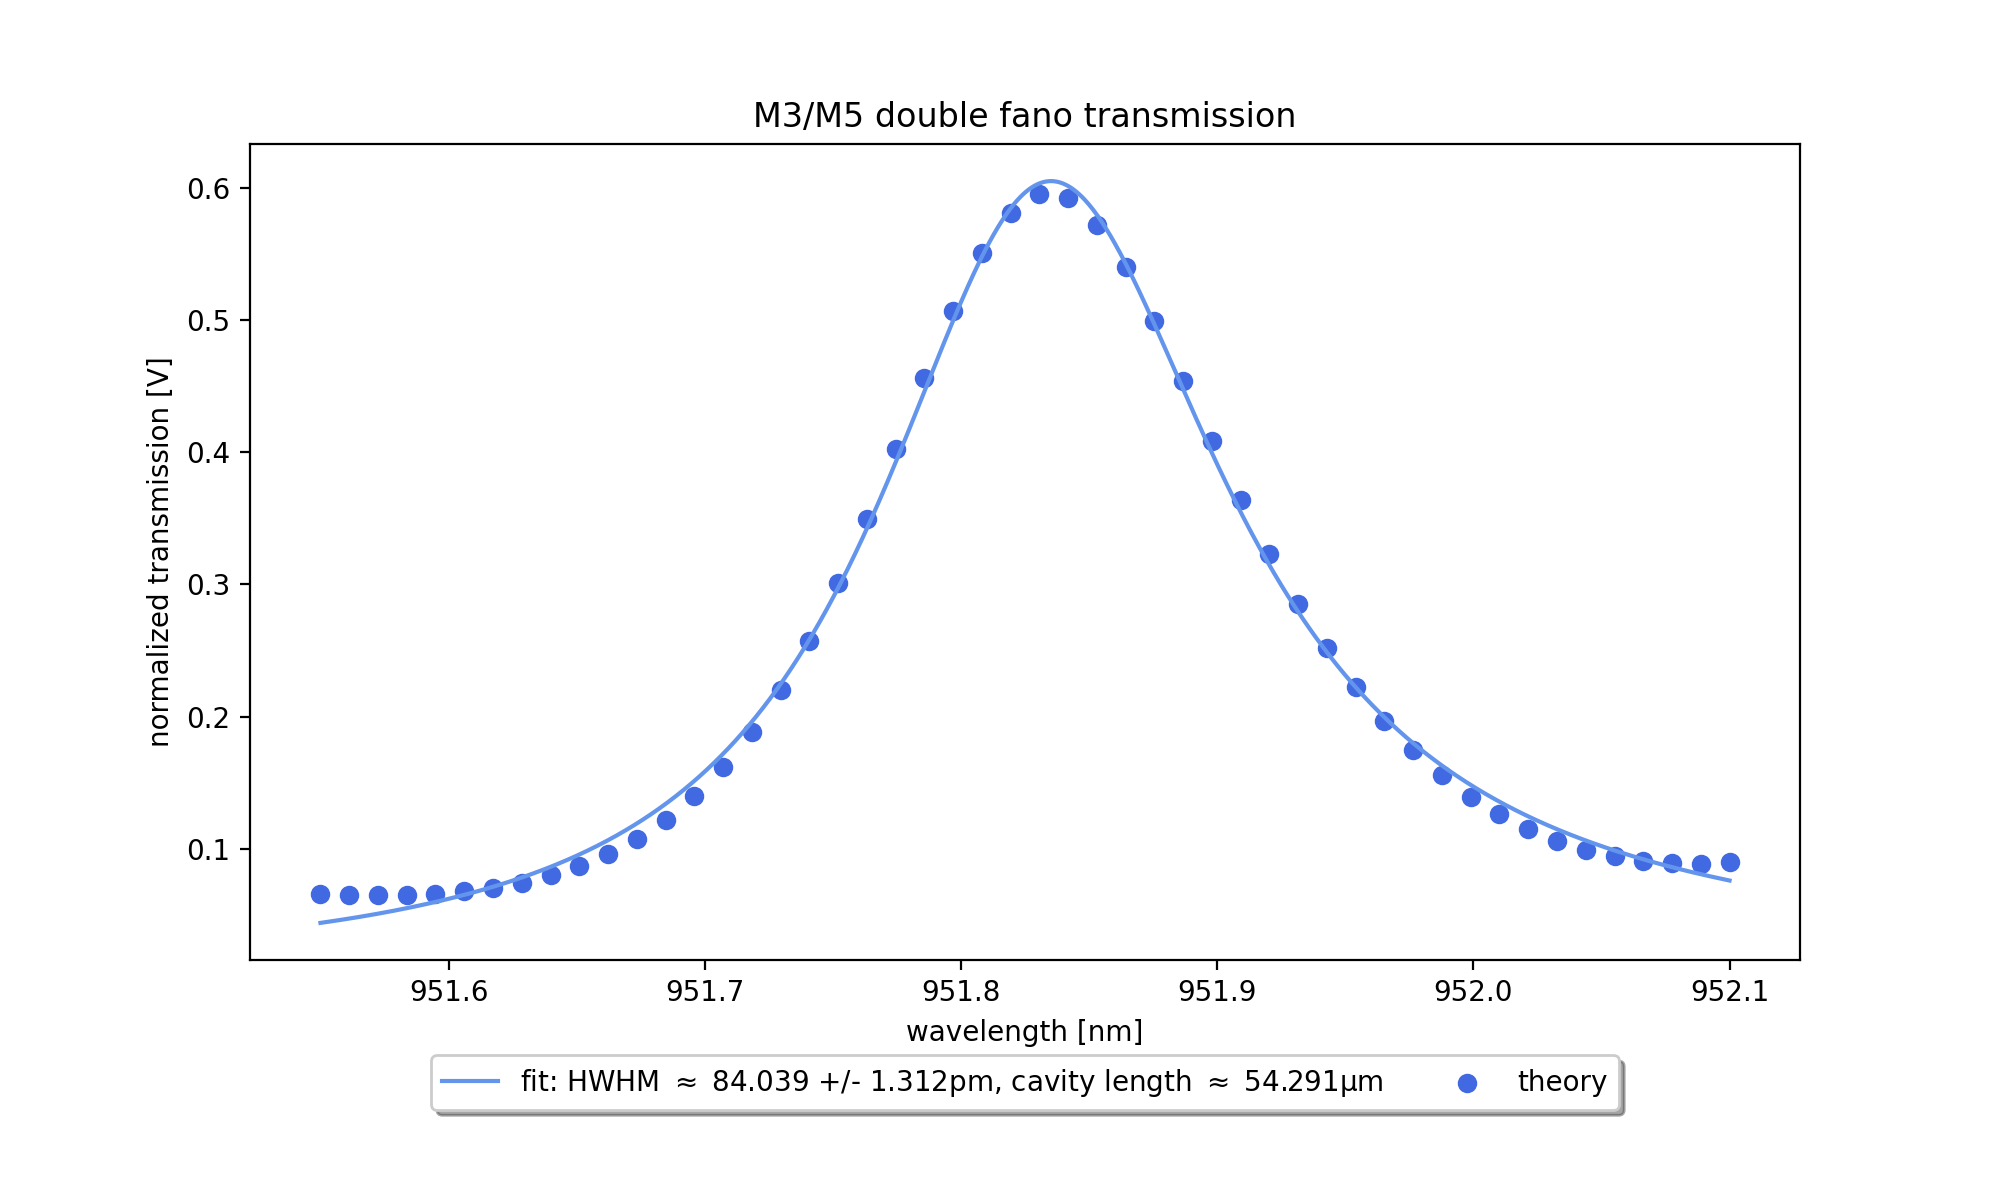 M3/M5 double fano transmission
normalized transmission [V]
0.6
0.5
0.4
0.3
0.2
0.1
951.6 951.7 951.8 951.9 952.0 952.1
wavelength [nm]
fit: HWHM ≈ 84.039 +/- 1.312pm, cavity length ≈ 54.291μm theory